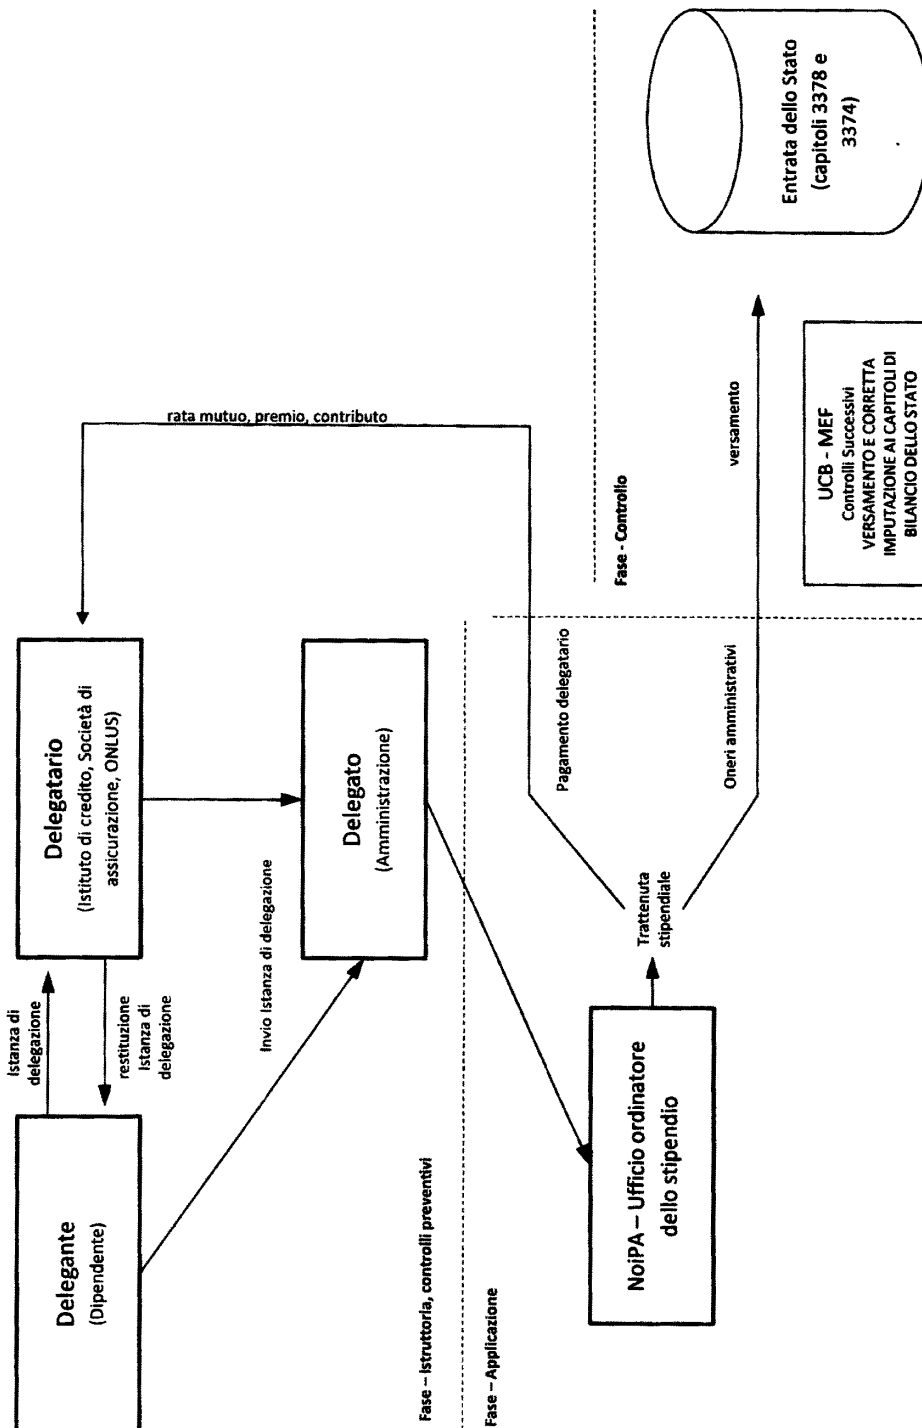 Delegante
(Dipendente)
Istanza di
delegazione
restituzione
Istanza di
delegazione
Delegatario
(Istituto di credito, Società di
assicurazione, ONLUS)
Invio Istanza di delegazione
Delegato
(Amministrazione)
rata mutuo, premio, contributo
Fase – Istruttoria, controlli preventivi
Fase – Applicazione
NoiPA – Ufficio ordinatore
dello stipendio
Trattenuta
stipendiale
Pagamento delegatario
Oneri amministrativi
Fase - Controllo
versamento
UCB - MEF
Controlli Successivi
VERSAMENTO E CORRETTA
IMPUTAZIONE AI CAPITOLI DI
BILANCIO DELLO STATO
Entrata dello Stato
(capitoli 3378 e
3374)